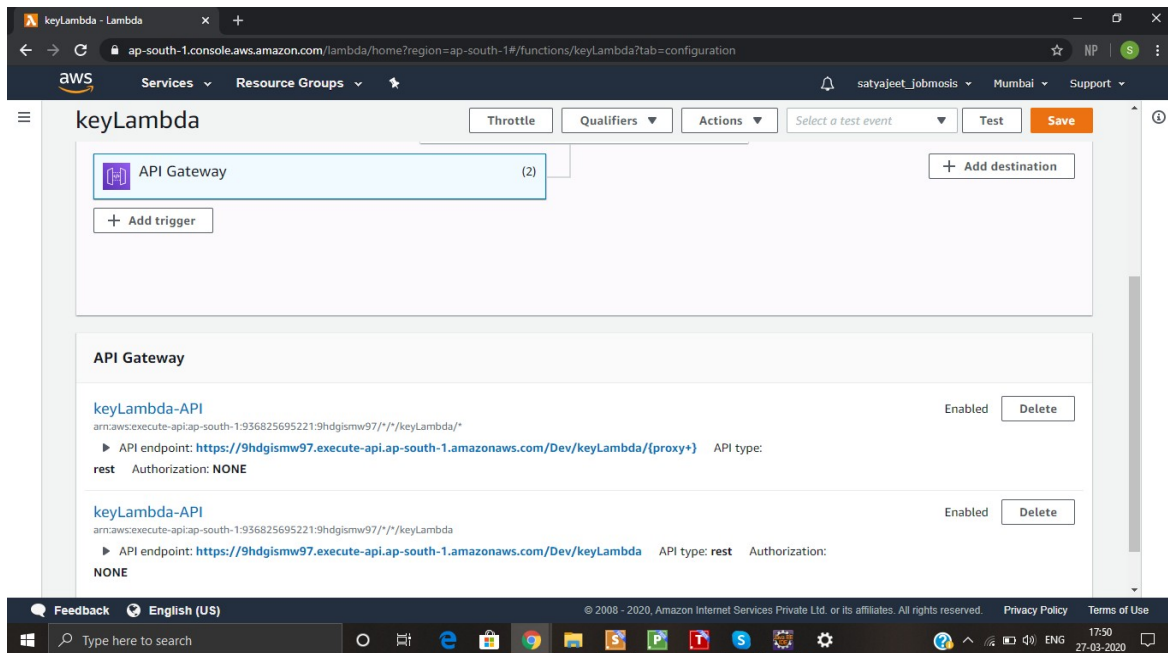 keyLambda - Lambda
ap-south-1.console.aws.amazon.com/lambda/home?region=ap-south-1#/functions/keyLambda?tab=configuration
NP
S
aws Services Resource Groups satyajeet_jobmosis Mumbai Support
keyLambda Throttle Qualifiers Actions Select a test event Test Save
API Gateway (2)
+ Add destination
+ Add trigger
API Gateway
keyLambda-API Enabled Delete
arn:aws:execute-api:ap-south-1:936825695221:9hdgismw97/*/*/keyLambda/*
API endpoint: https://9hdgismw97.execute-api.ap-south-1.amazonaws.com/Dev/keyLambda/{proxy+} API type:
rest Authorization: NONE
keyLambda-API Enabled Delete
arn:aws:execute-api:ap-south-1:936825695221:9hdgismw97/*/*/keyLambda
API endpoint: https://9hdgismw97.execute-api.ap-south-1.amazonaws.com/Dev/keyLambda API type: rest Authorization:
NONE
Feedback English (US) © 2008 - 2020, Amazon Internet Services Private Ltd. or its affiliates. All rights reserved. Privacy Policy Terms of Use
Type here to search ENG 17:50
27-03-2020